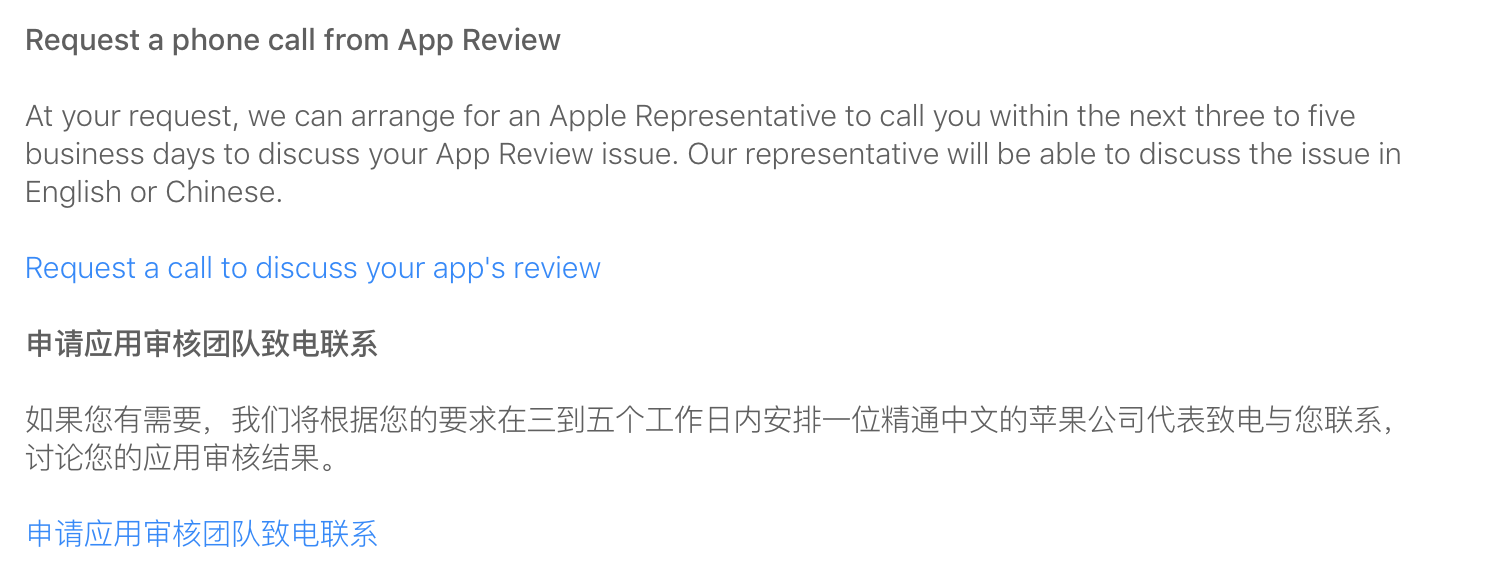 Request a phone call from App Review
At your request, we can arrange for an Apple Representative to call you within the next three to five
business days to discuss your App Review issue. Our representative will be able to discuss the issue in
English or Chinese.
Request a call to discuss your app's review
申请应用审核团队致电联系
如果您有需要，我们将根据您的要求在三到五个工作日内安排一位精通中文的苹果公司代表致电与您联系，
讨论您的应用审核结果。
申请应用审核团队致电联系